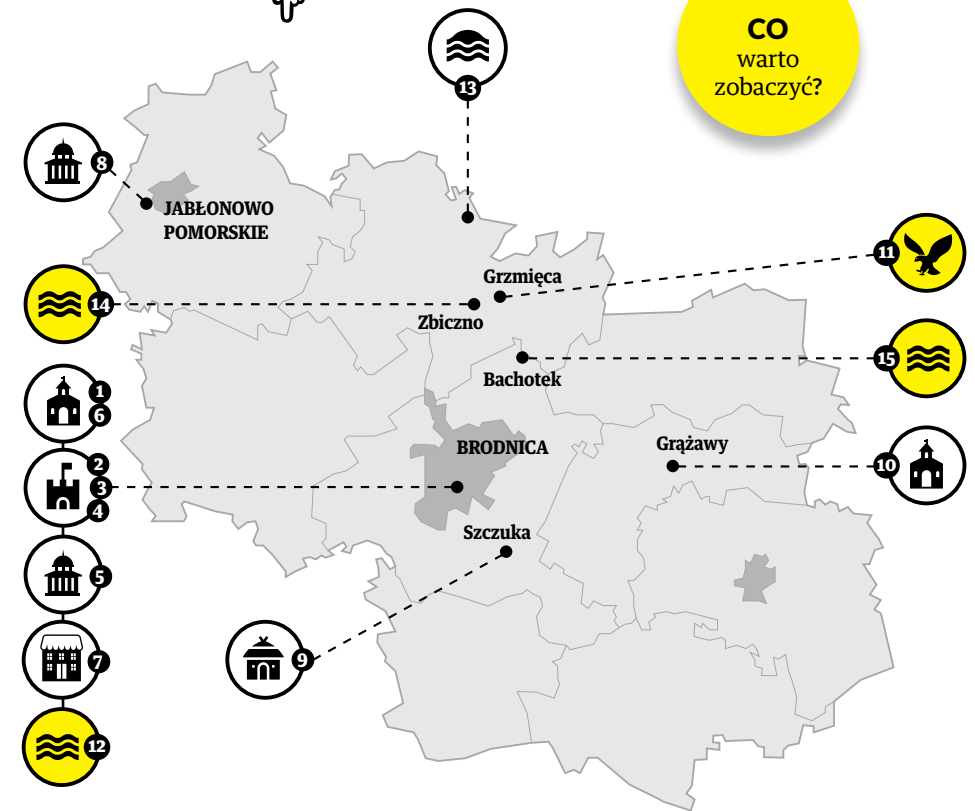 CO
warto
zobaczyć?
13
8
JABŁONOWO
POMORSKIE
11
Grzmięca
14
Zbiczno
15
Bachotek
1
6
BRODNICA
Grążawy
10
2
3
4
Szczuka
5
7
9
12